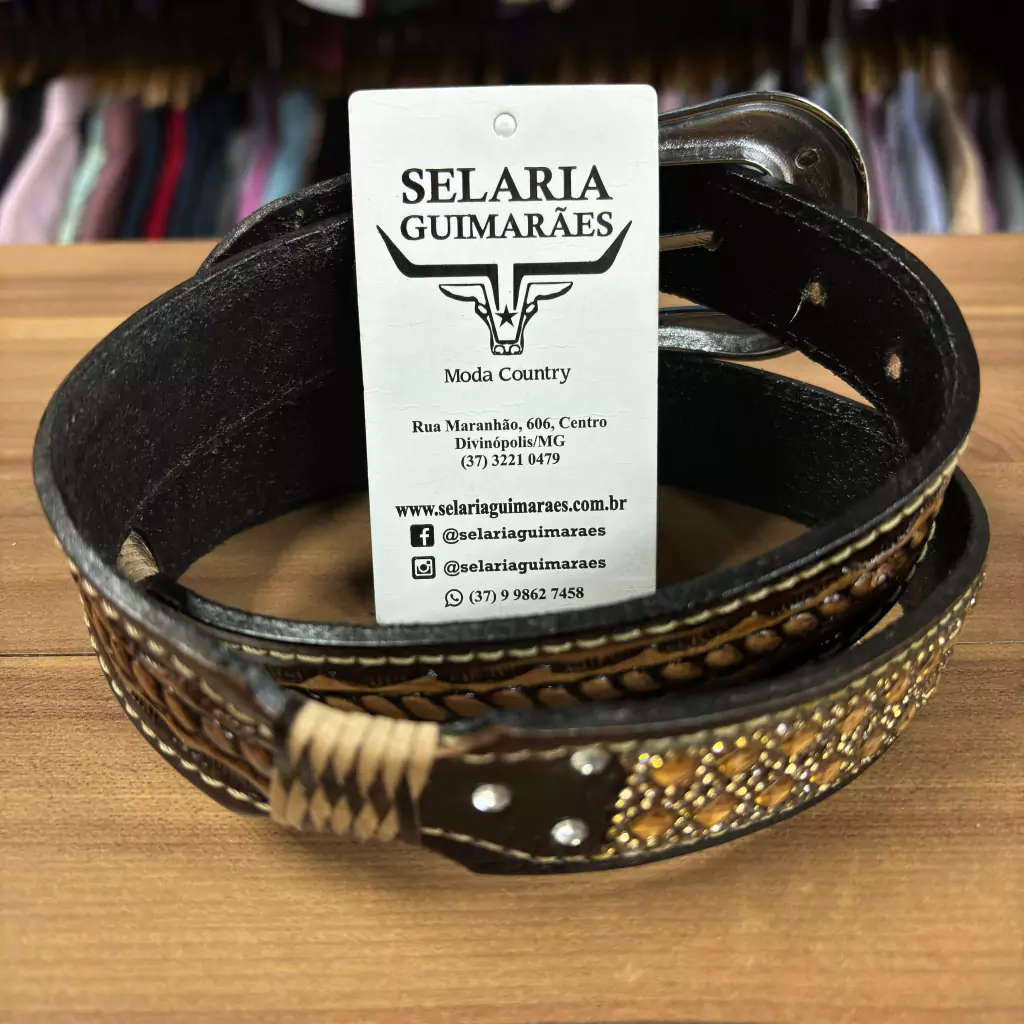 SELARIA
GUIMARÃES
Moda Country
Rua Maranhão, 606, Centro
Divinópolis/MG
(37) 3221 0479
www.selariaguimaraes.com.br
@selariaguimaraes
@selariaguimaraes
(37) 9 9862 7458